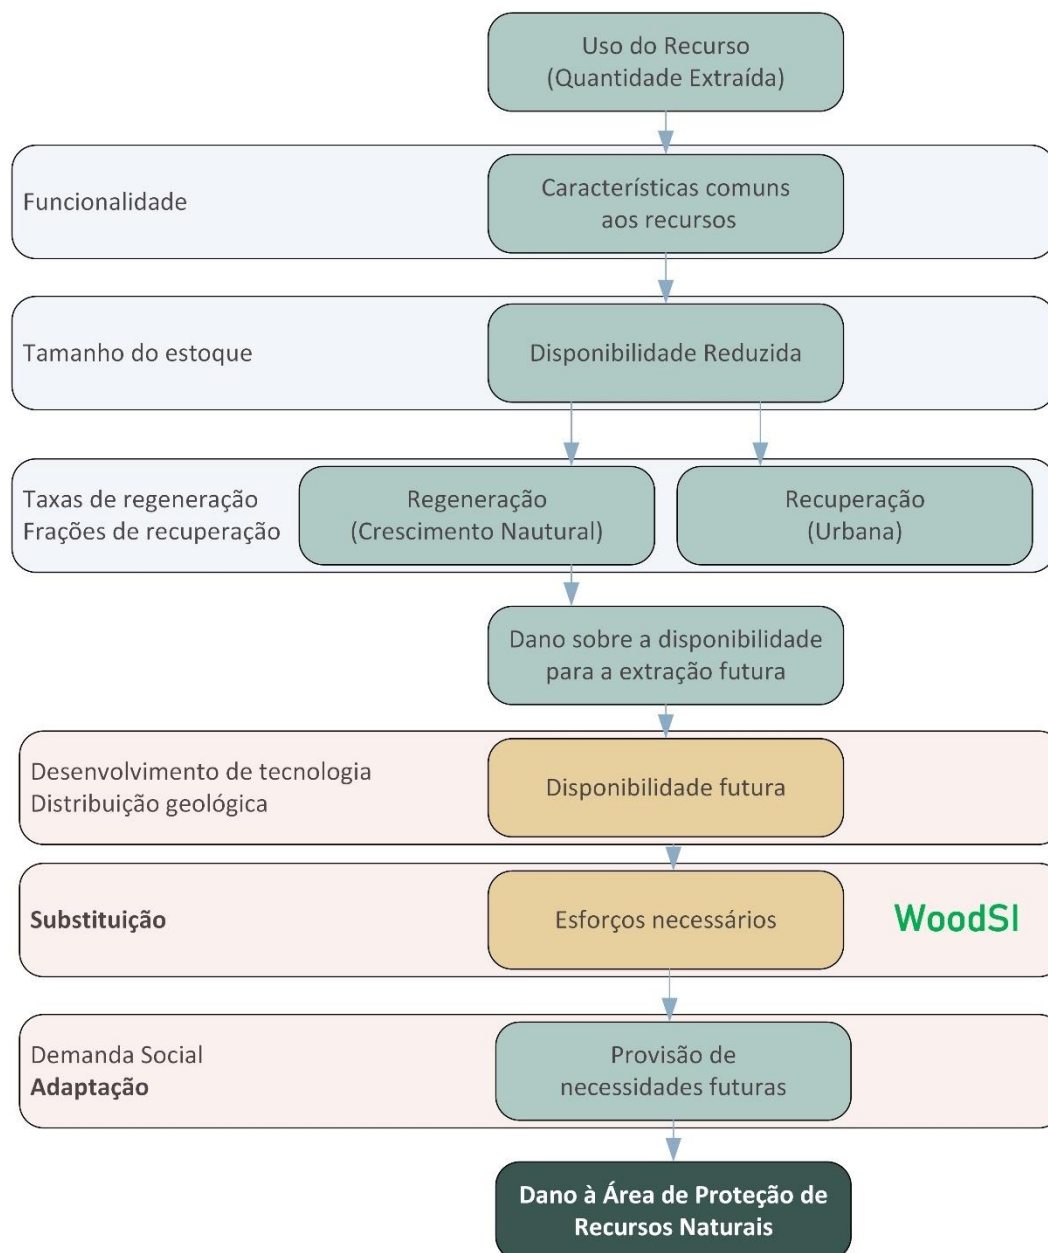 Uso do Recurso
(Quantidade Extraída)
Funcionalidade
Características comuns
aos recursos
Tamanho do estoque
Disponibilidade Reduzida
Taxas de regeneração
Frações de recuperação
Regeneração
(Crescimento Nautural)
Recuperação
(Urbana)
Dano sobre a disponibilidade
para a extração futura
Desenvolvimento de tecnologia
Distribuição geológica
Disponibilidade futura
Substituição
Esforços necessários
WoodSI
Demanda Social
Adaptação
Provisão de
necessidades futuras
Dano à Área de Proteção de
Recursos Naturais